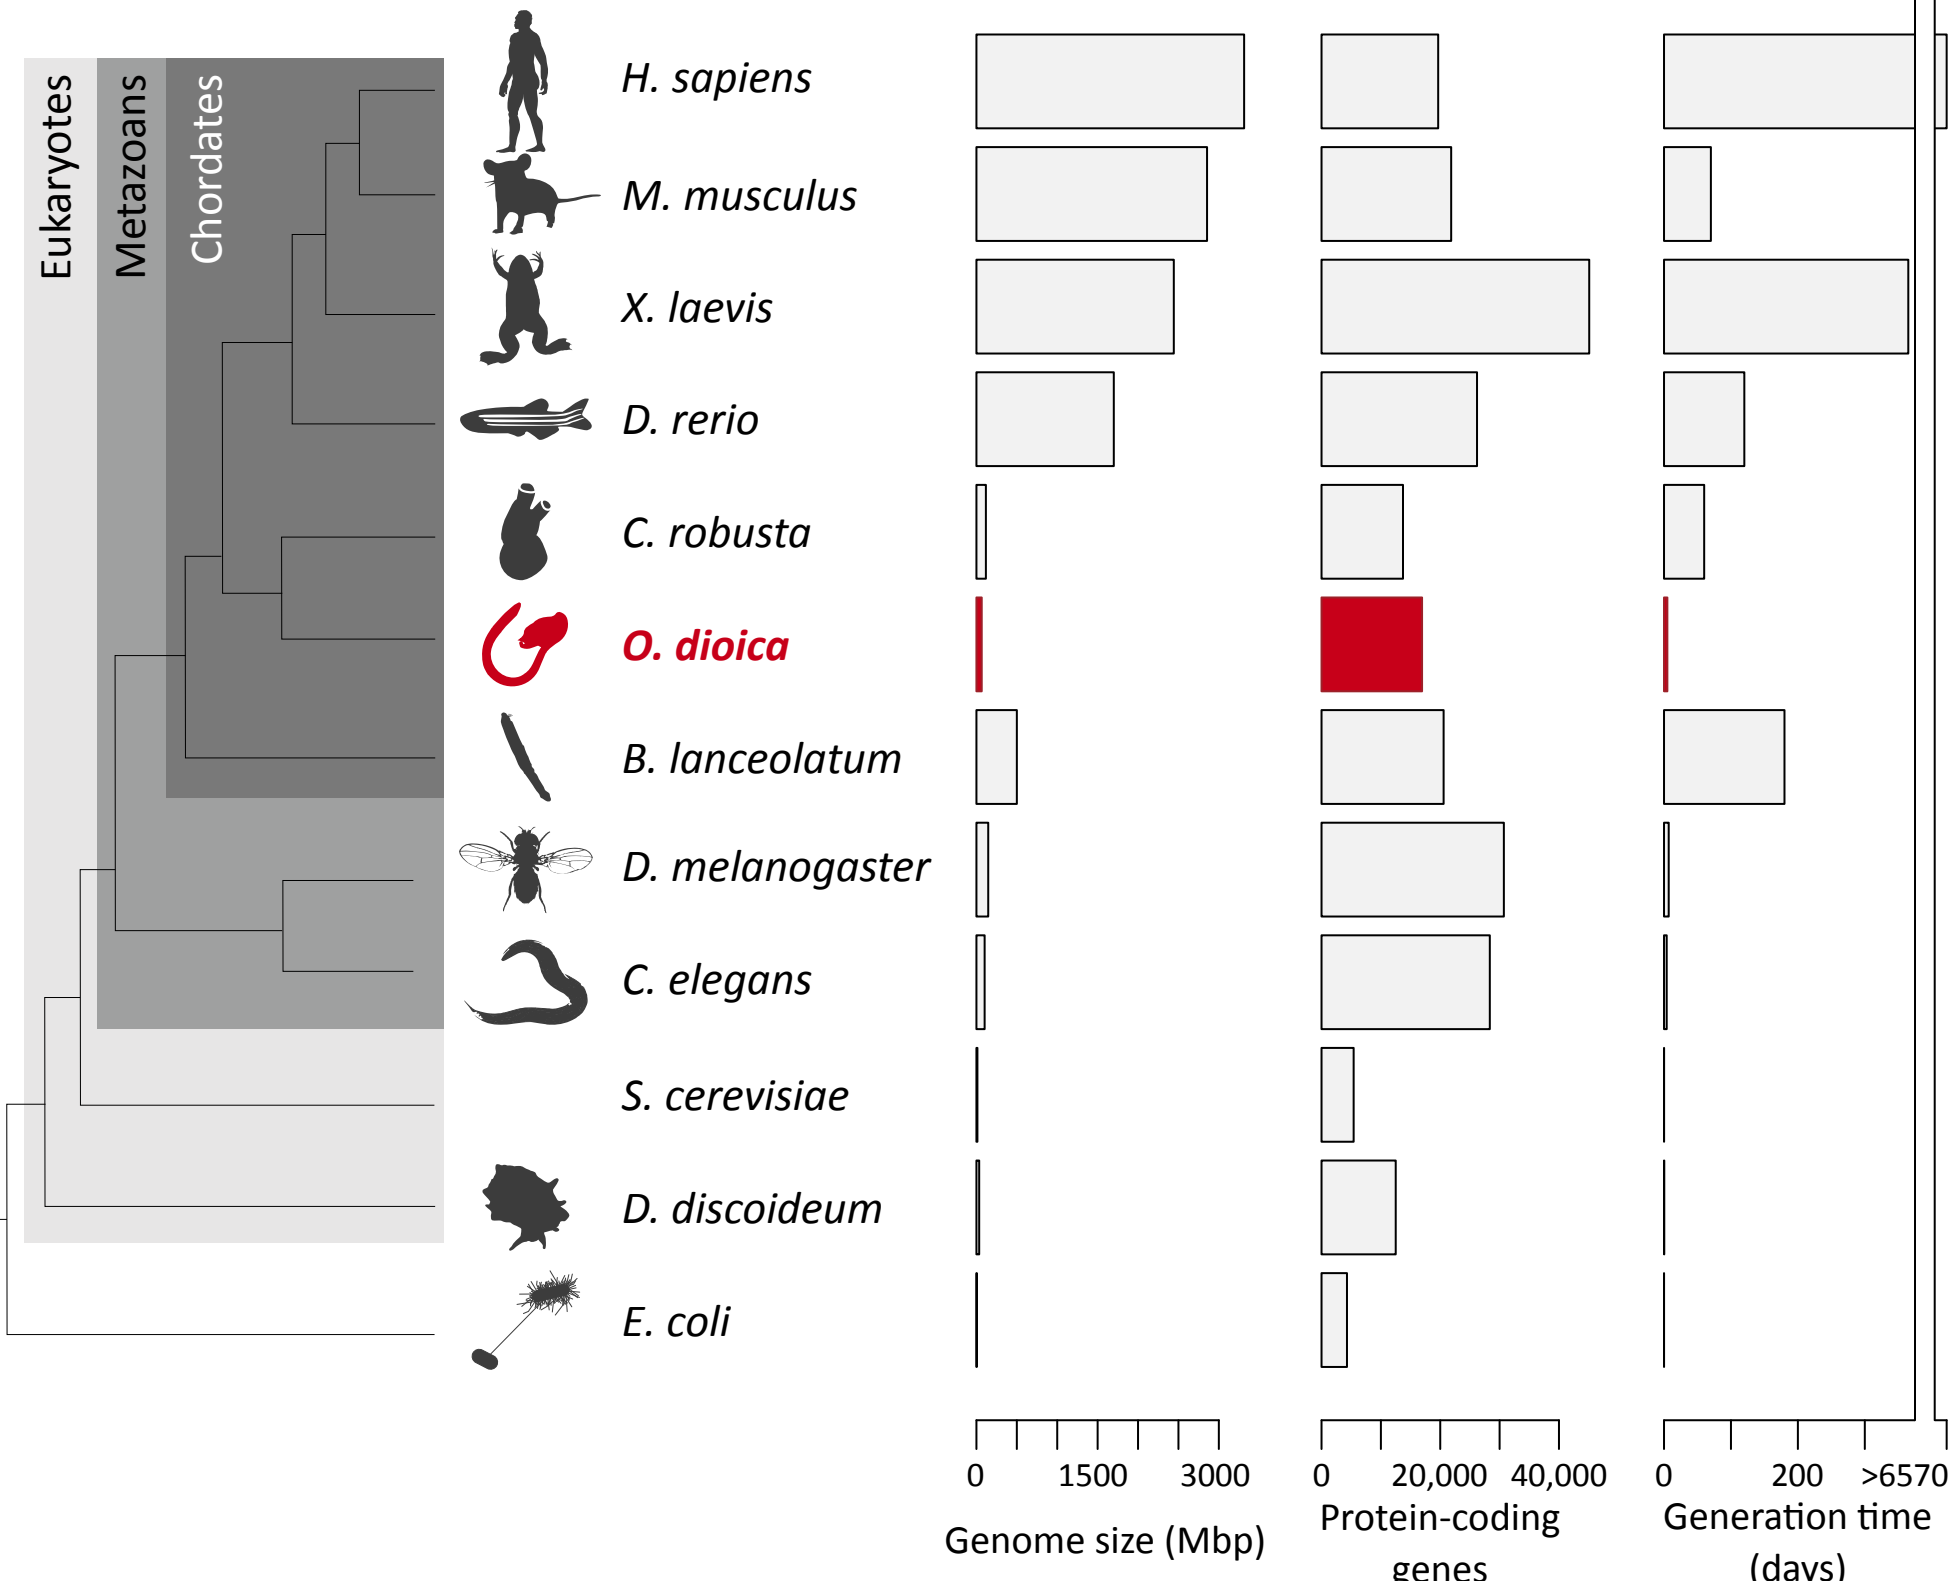 Eukaryotes
Metazoans
Chordates
H. sapiens
M. musculus
X. laevis
D. rerio
C. robusta
O. dioica
B. lanceolatum
D. melanogaster
C. elegans
S. cerevisiae
D. discoideum
E. coli
0 1500 3000
Genome size (Mbp)
0 20,000 40,000
Protein-coding
genes
0 200 >6570
Generation time
(days)